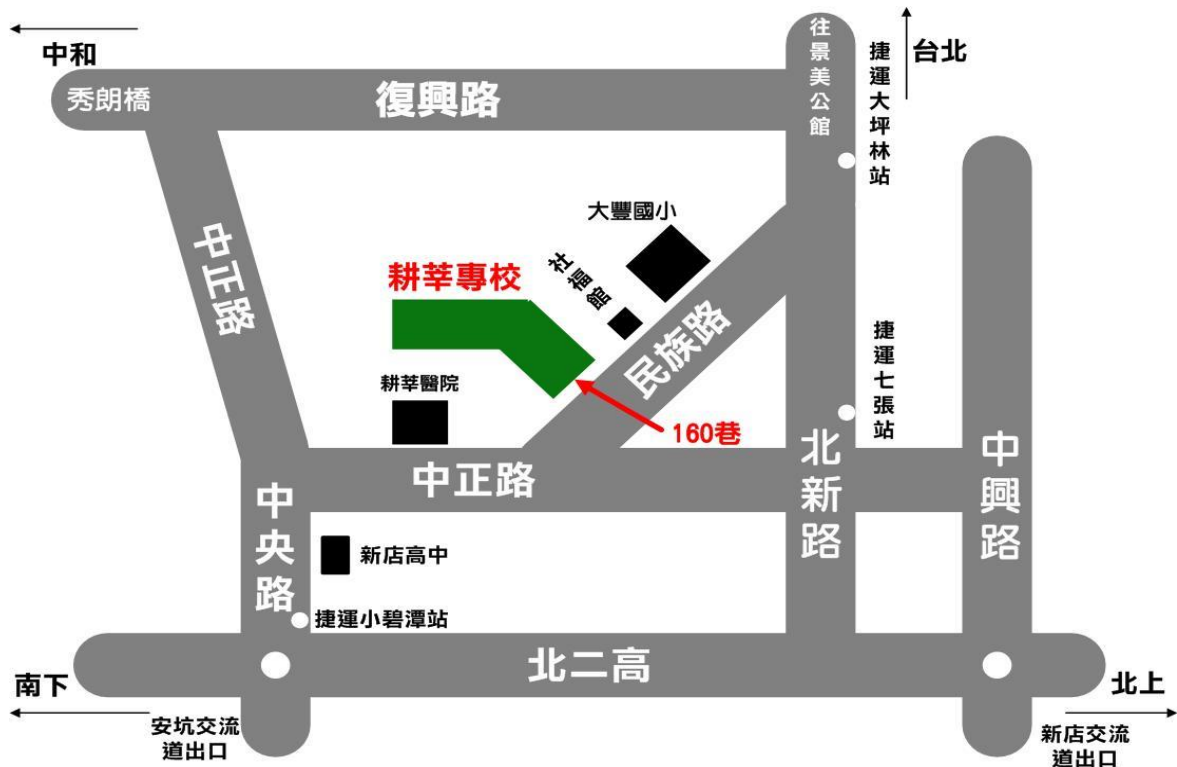 中和
往景美公館
台北
秀朗橋
復興路
捷運大坪林站
中正路
大豐國小
社福館
耕莘專校
民族路
捷運七張站
耕莘醫院
160巷
中正路
北新路
中興路
中央路
新店高中
捷運小碧潭站
北二高
南下
北上
安坑交流
道出口
新店交流
道出口